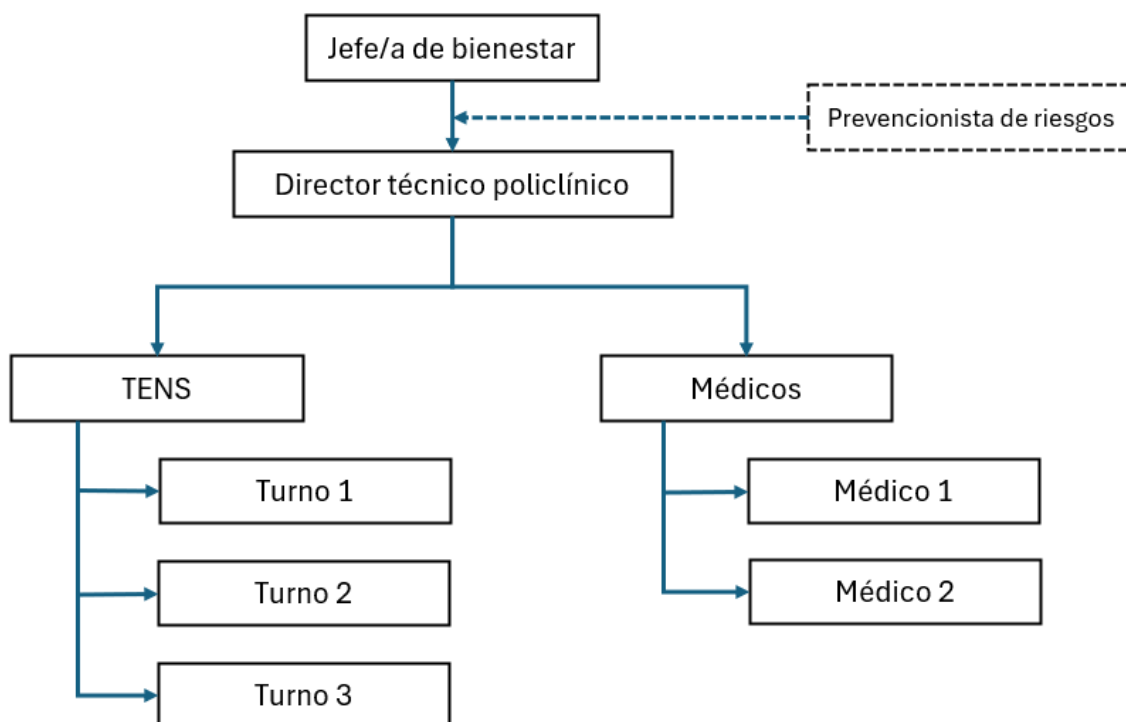 Jefe/a de bienestar
Prevencionista de riesgos
Director técnico policlínico
TENS
Médicos
Turno 1
Médico 1
Turno 2
Médico 2
Turno 3